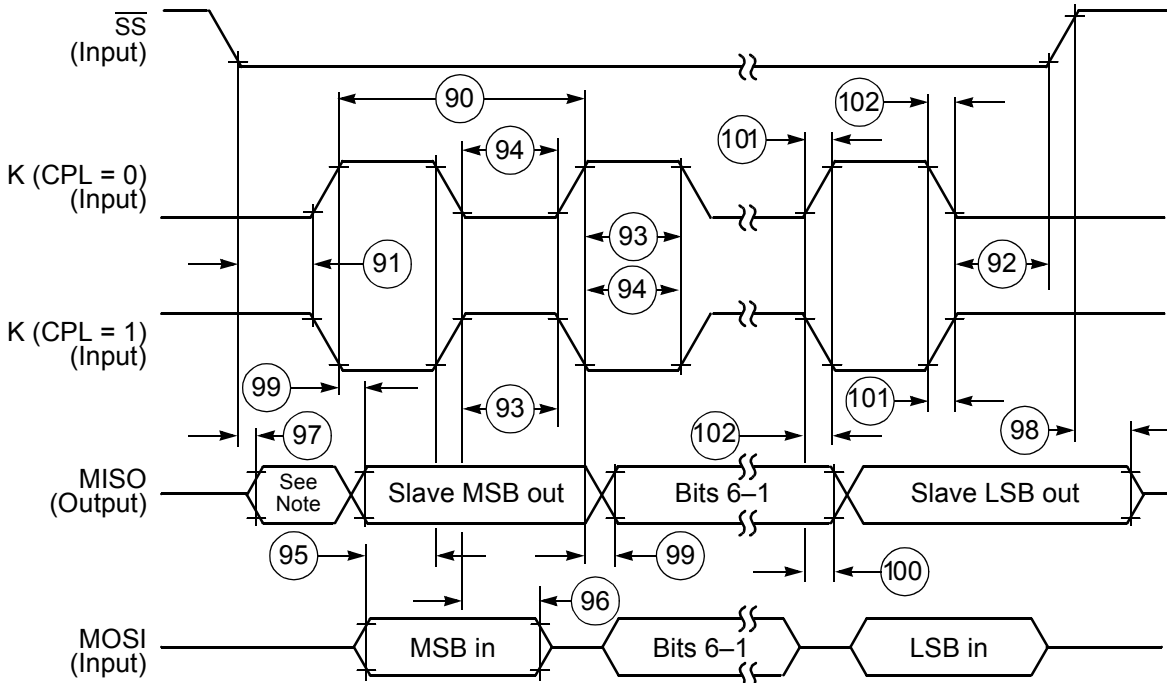 SS
(Input)
90
102
94
101
K (CPL = 0)
(Input)
93
91
92
94
K (CPL = 1)
(Input)
99
93
101
97
102
98
MISO
(Output)
See
Note
Slave MSB out
Bits 6–1
Slave LSB out
95
99
100
96
MOSI
(Input)
MSB in
Bits 6–1
LSB in